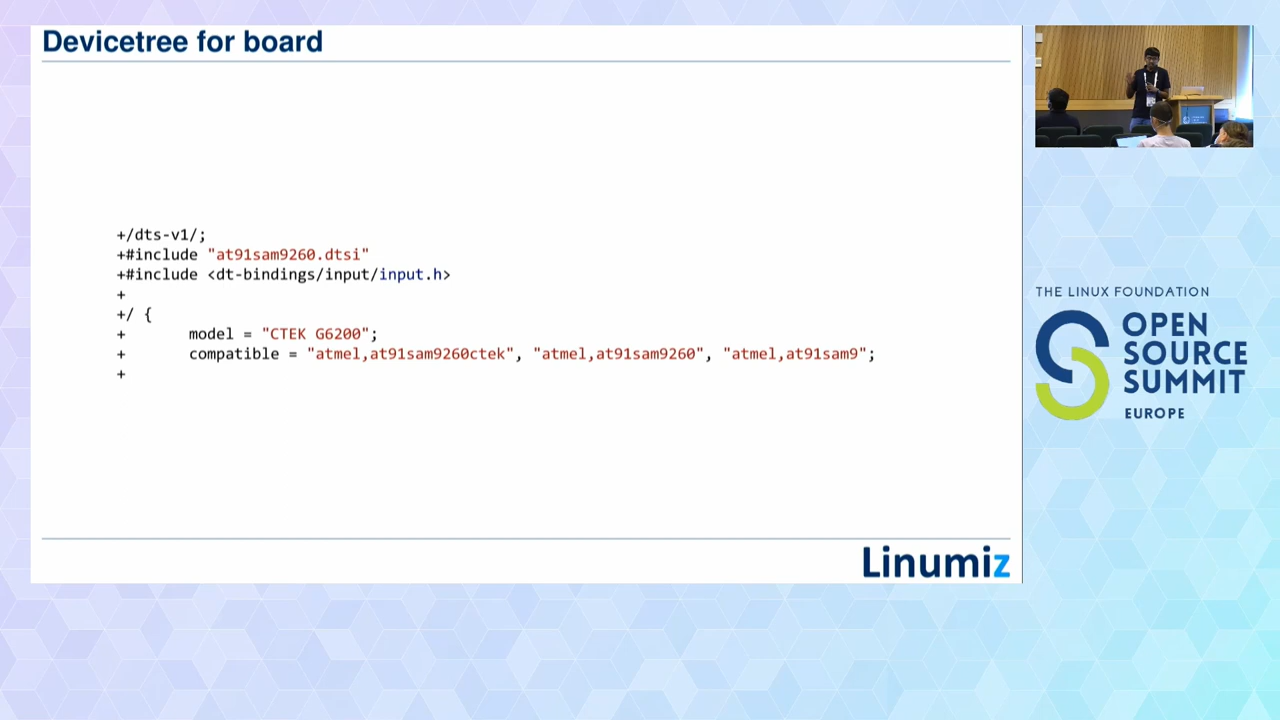 Devicetree for board
+/dts-v1/;
+#include "at91sam9260.dtsi"
+#include <dt-bindings/input/input.h>
+
+/ {
+ model = "CTEK G6200";
+ compatible = "atmel,at91sam9260ctek", "atmel,at91sam9260", "atmel,at91sam9";
+
Linumiz
THE LINUX FOUNDATION
OPEN
SOURCE
SUMMIT
EUROPE